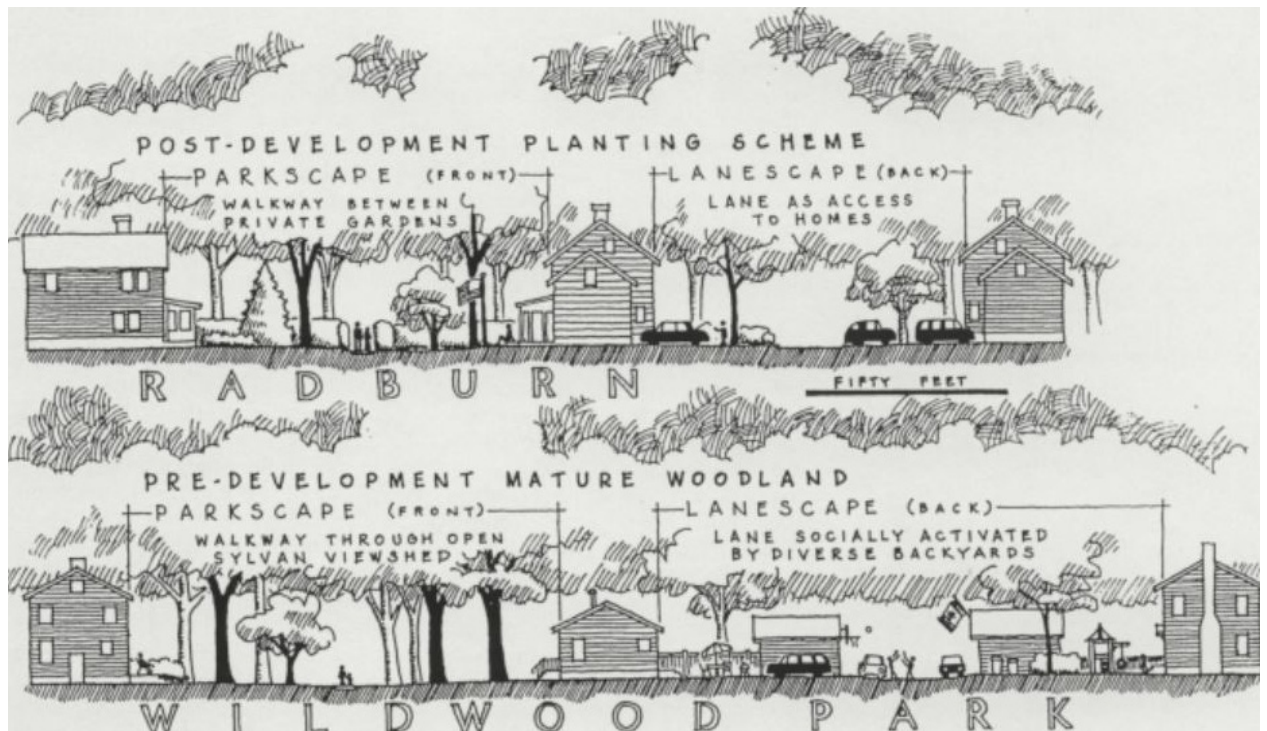 POST-DEVELOPMENT PLANTING SCHEME
PARKSCAPE (FRONT)
WALKWAY BETWEEN
PRIVATE GARDENS
LANESCAPE (BACK)
LANE AS ACCESS
TO HOMES
RADBURN
FIFTY FEET
PRE-DEVELOPMENT MATURE WOODLAND
PARKSCAPE (FRONT)
WALKWAY THROUGH OPEN
SYLVAN VIEWSHED
LANESCAPE (BACK)
LANE SOCIALLY ACTIVATED
BY DIVERSE BACKYARDS
WILDWOOD PARK